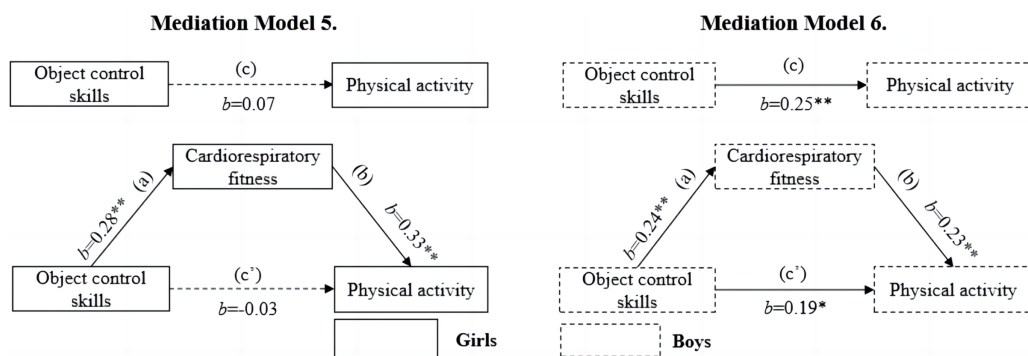 Mediation Model 5.
Object control
skills
(c)
b=0.07
Physical activity
Cardiorespiratory
fitness
(a)
b=0.28**
(b)
b=0.33**
Object control
skills
(c’)
b=-0.03
Physical activity
Girls
Mediation Model 6.
Object control
skills
(c)
b=0.25**
Physical activity
Cardiorespiratory
fitness
(a)
b=0.24**
(b)
b=0.23**
Object control
skills
(c’)
b=0.19*
Physical activity
Boys